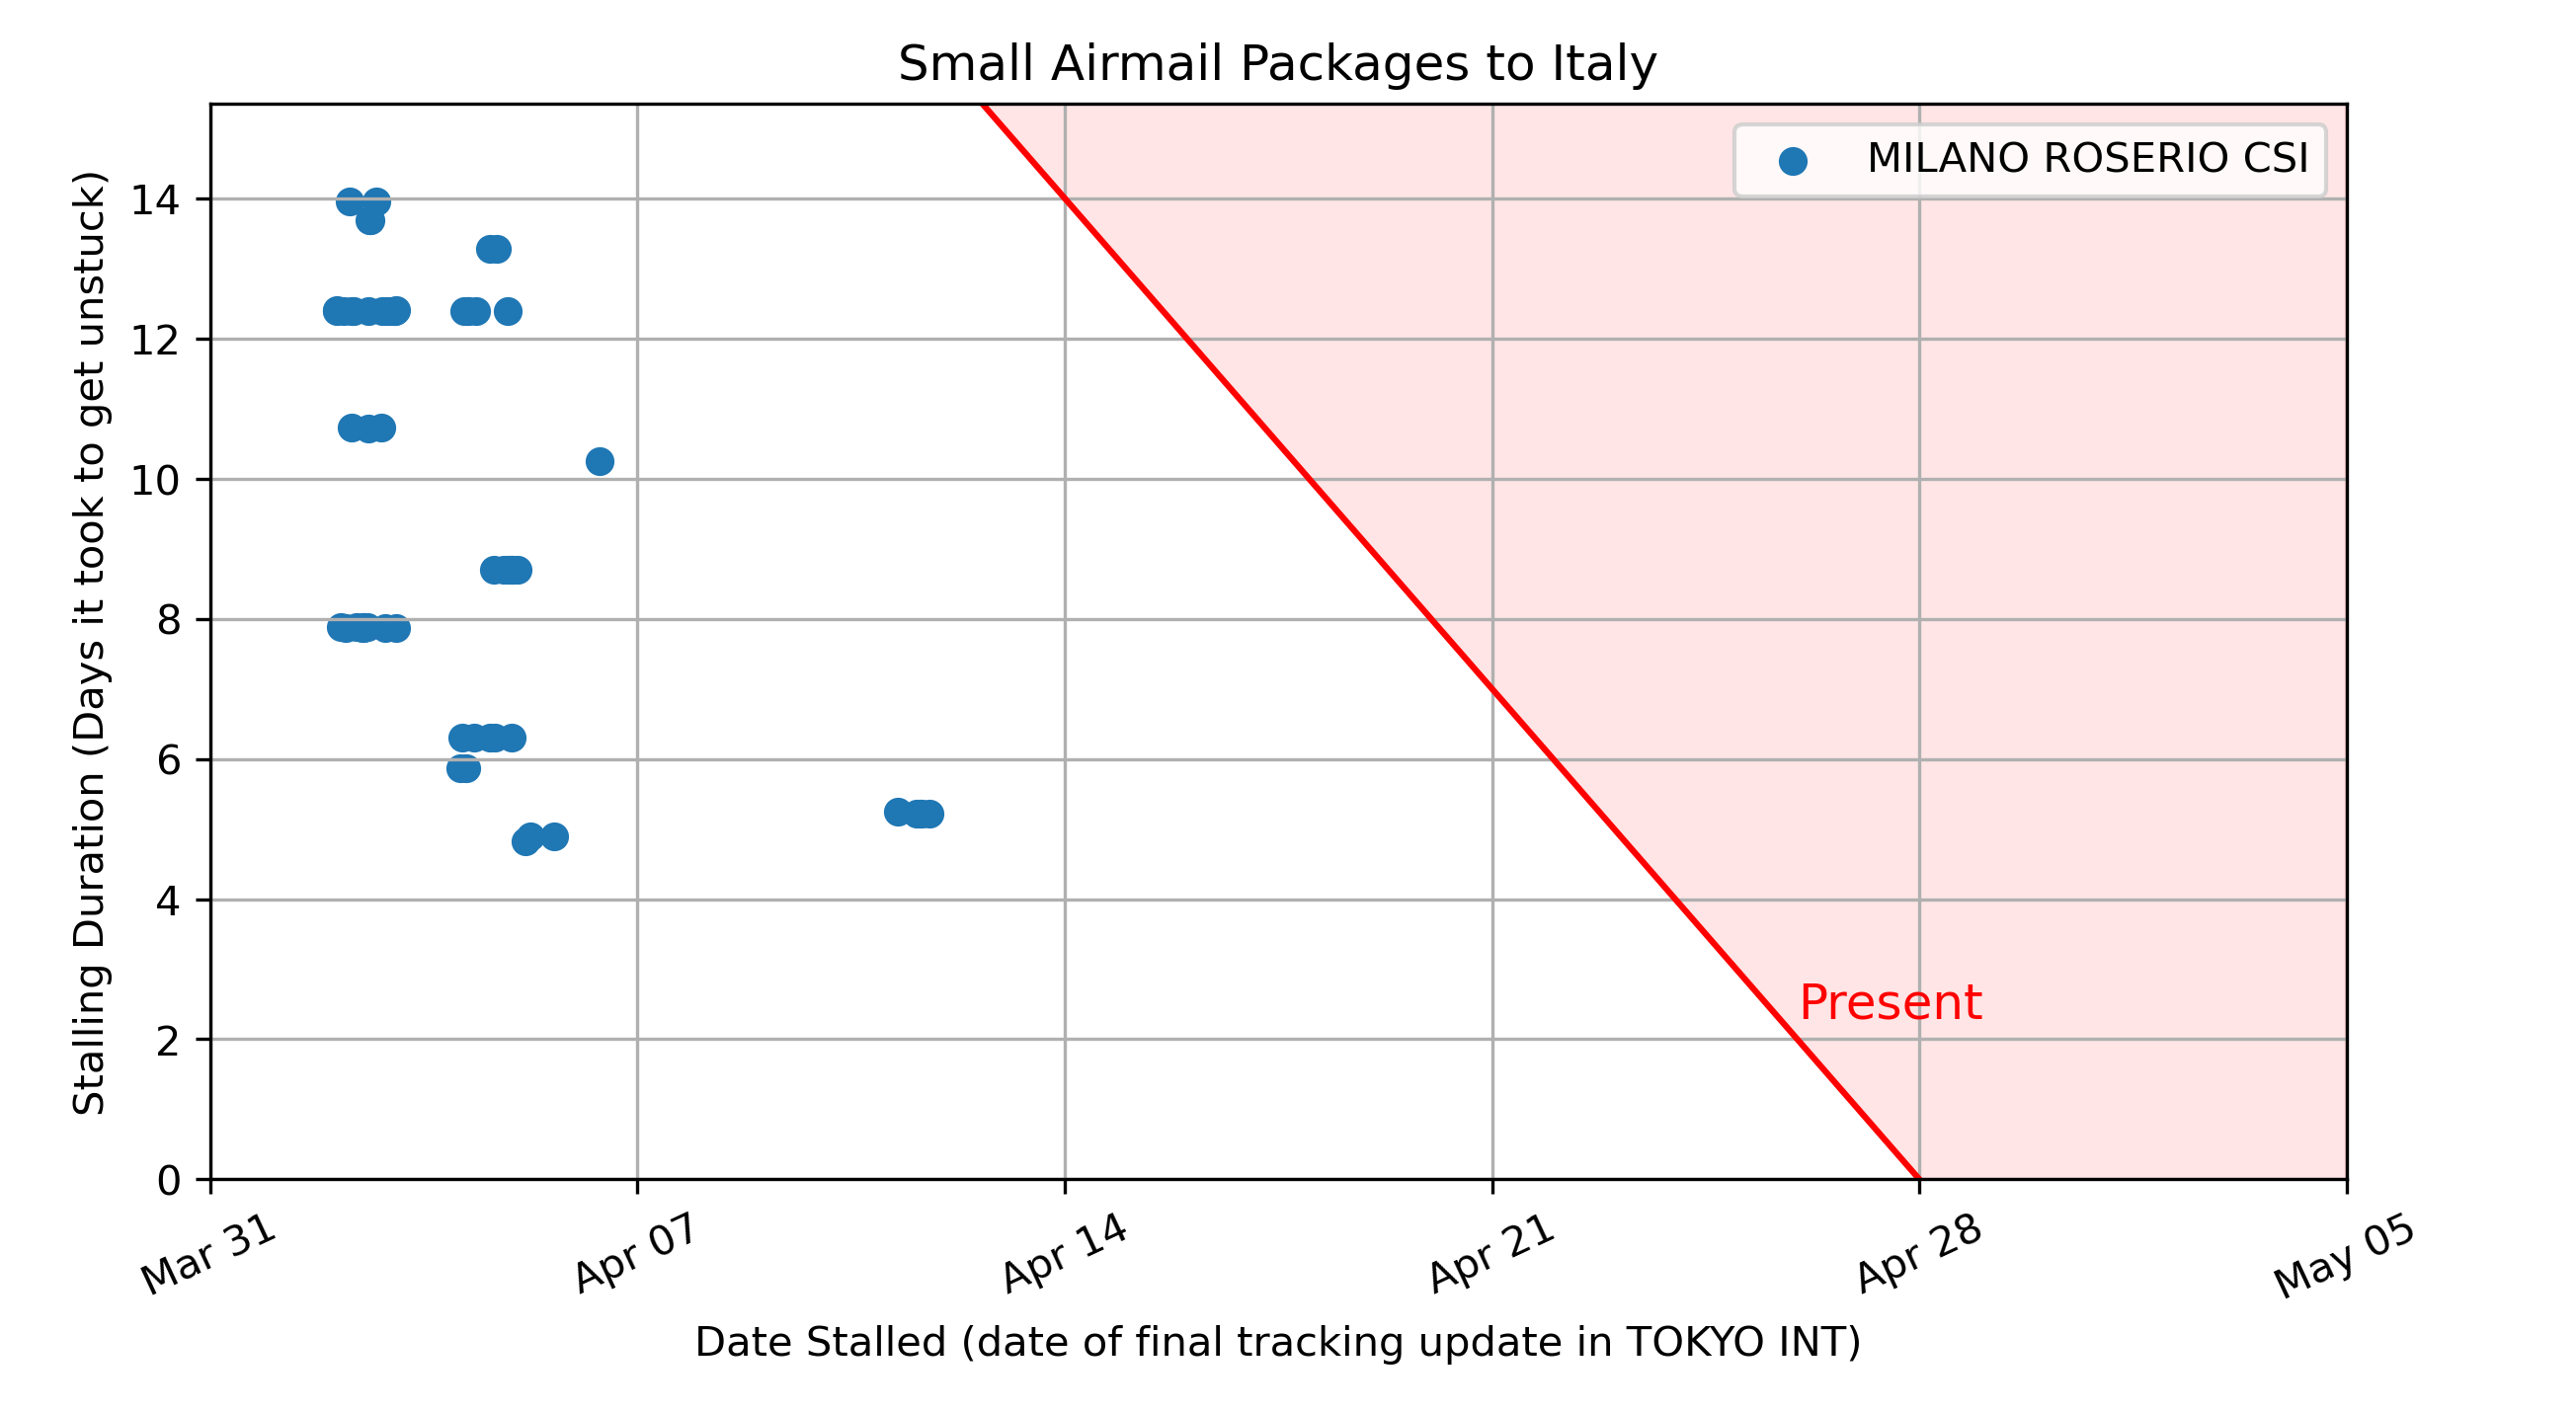 Small Airmail Packages to Italy
MILANO ROSERIO CSI
Stalling Duration (Days it took to get unstuck)
14
12
10
8
6
4
2
0
Present
Mar 31
Apr 07
Apr 14
Apr 21
Apr 28
May 05
Date Stalled (date of final tracking update in TOKYO INT)